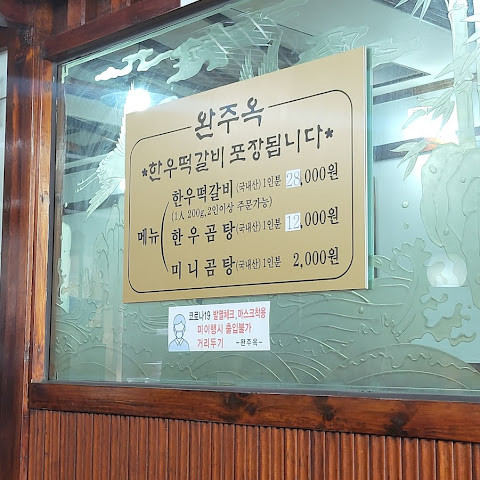 완주옥
*한우떡갈비 포장됩니다*
한우떡갈비(국내산)1인분 28,000원
(1人 200g,2인이상 주문가능)
메뉴 한우곰탕(국내산)1인분 12,000원
미니곰탕(국내산)1인분 2,000원
코로나19 발열체크,마스크착용
미이행시 출입불가
거리두기 ~완주옥~